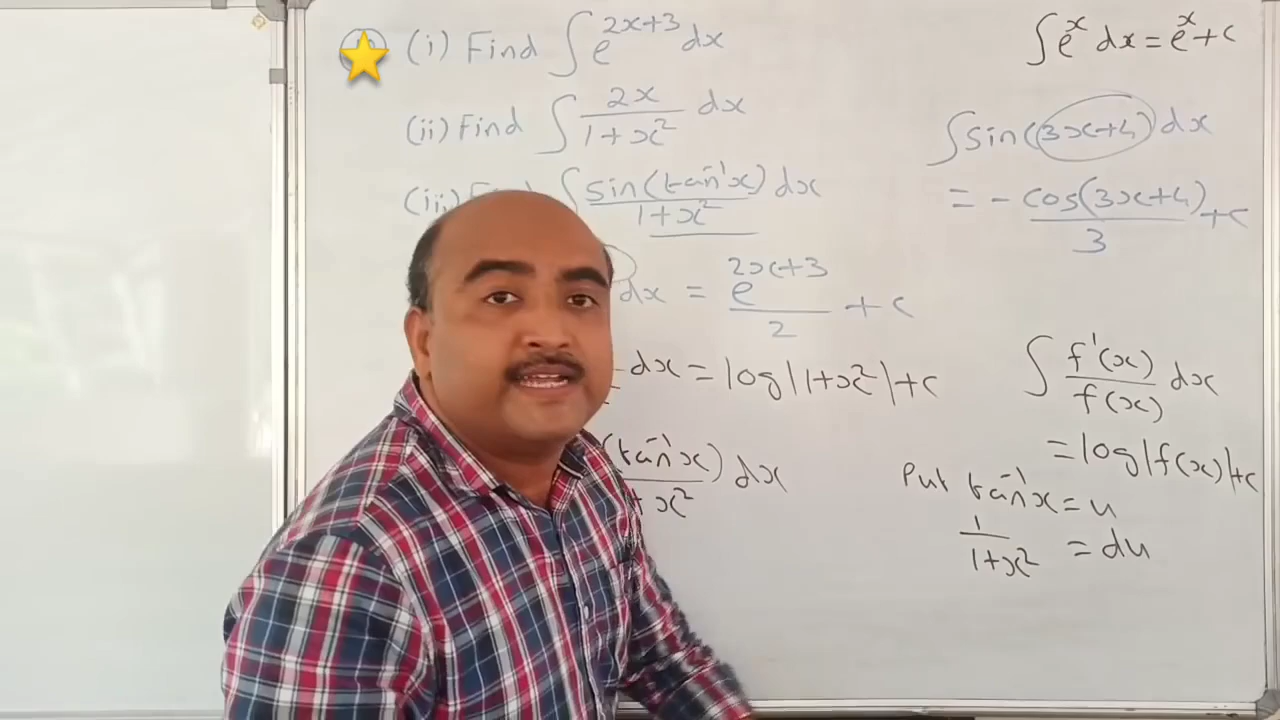 (i) Find ∫ e^{2x+3} dx
(ii) Find ∫ 2x/(1+x²) dx
(iii) ∫ sin(tan⁻¹x)/(1+x²) dx
dx = e^{2x+3}/2 + c
dx = log|1+x²| + c
(tan⁻¹x)/(+x²) dx
∫ e^x dx = e^x + c
∫ sin(3x+4) dx
= - cos(3x+4)/3 + c
∫ f'(x)/f(x) dx
= log|f(x)| + c
Put tan⁻¹x = u
1/(1+x²) = du